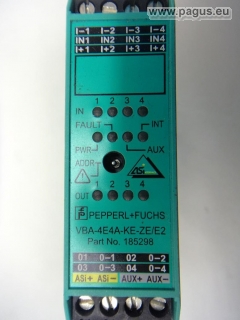 © www.pagus.eu
I-1 I-2 I-3 I-4
IN1 IN2 IN3 IN4
I+1 I+2 I+3 I+4
1 2 3 4
IN
FAULT INT
PWR AUX
ADDR
ASI
OUT
1 2 3 4
PEPPERL+FUCHS
VBA-4E4A-KE-ZE/E2
Part No. 185298
01 0-1 02 0-2
03 0-3 04 0-4
ASI+ ASI- AUX+ AUX-